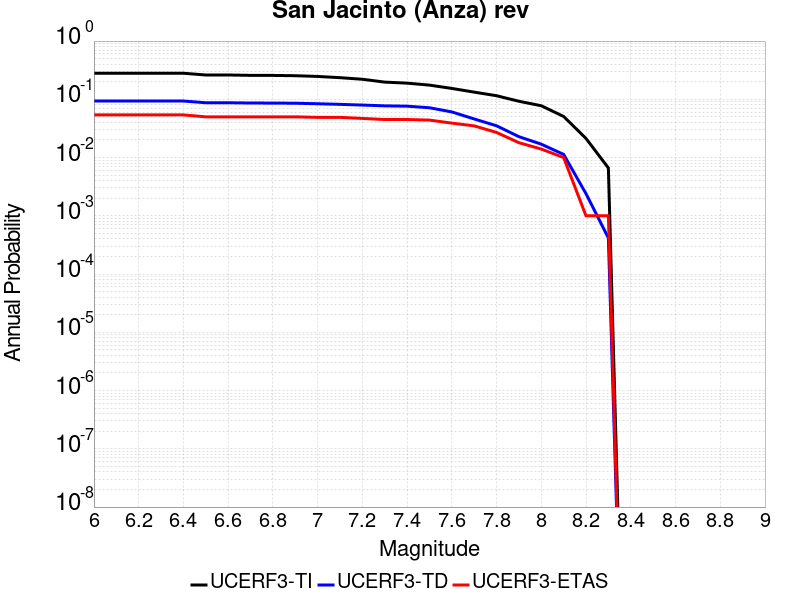 San Jacinto (Anza) rev
10^0
10^-1
10^-2
10^-3
10^-4
10^-5
10^-6
10^-7
10^-8
Annual Probability
6 6.2 6.4 6.6 6.8 7 7.2 7.4 7.6 7.8 8 8.2 8.4 8.6 8.8 9
Magnitude
UCERF3-TI UCERF3-TD UCERF3-ETAS